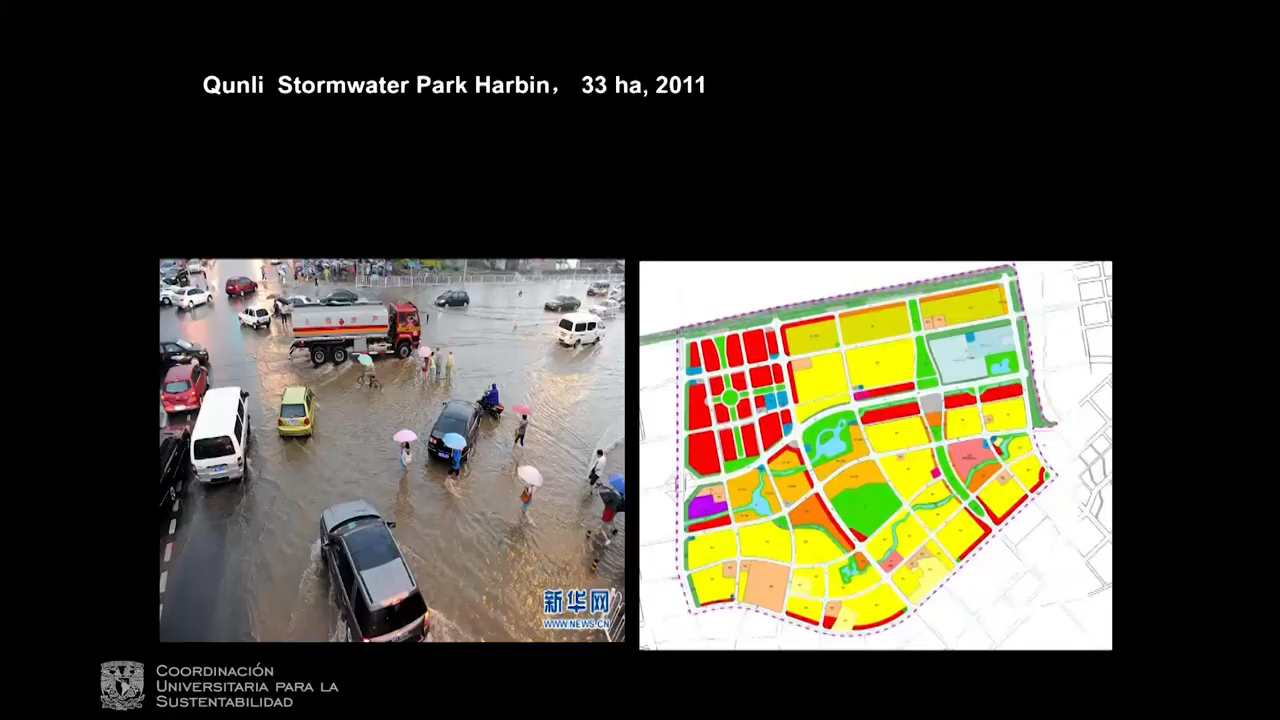 Qunli  Stormwater Park Harbin， 33 ha, 2011
新华网
WWW.NEWS.CN
COORDINACIÓN
UNIVERSITARIA PARA LA
SUSTENTABILIDAD